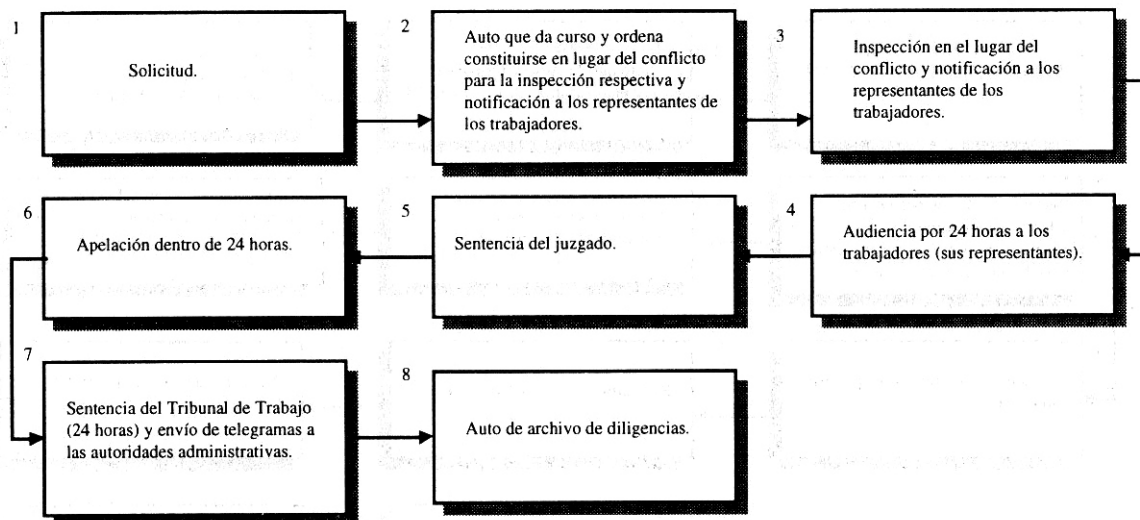 1
Solicitud.
2
Auto que da curso y ordena
constituirse en lugar del conflicto
para la inspección respectiva y
notificación a los representantes de
los trabajadores.
3
Inspección en el lugar del
conflicto y notificación a los
representantes de los
trabajadores.
4
Audiencia por 24 horas a los
trabajadores (sus representantes).
5
Sentencia del juzgado.
6
Apelación dentro de 24 horas.
7
Sentencia del Tribunal de Trabajo
(24 horas) y envío de telegramas a
las autoridades administrativas.
8
Auto de archivo de diligencias.